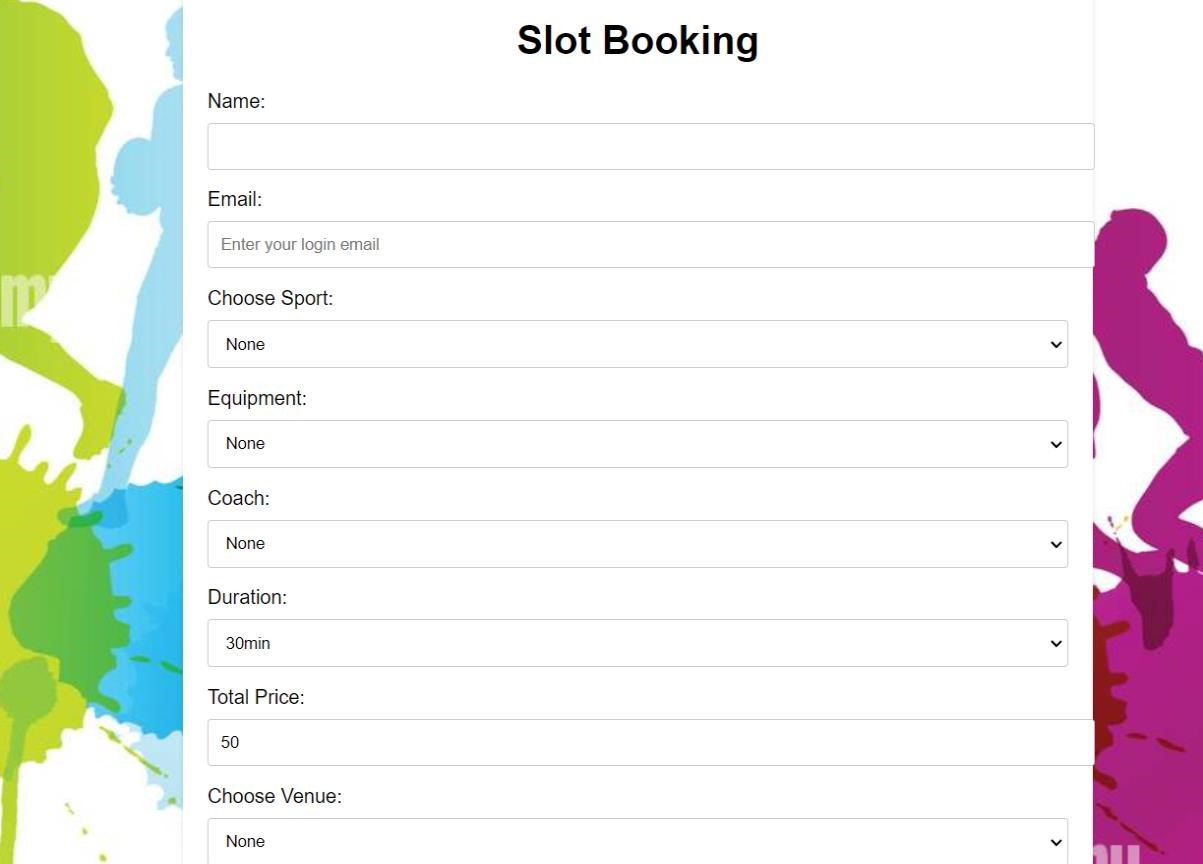 Slot Booking
Name:
Email:
Enter your login email
Choose Sport:
None
Equipment:
None
Coach:
None
Duration:
30min
Total Price:
50
Choose Venue:
None